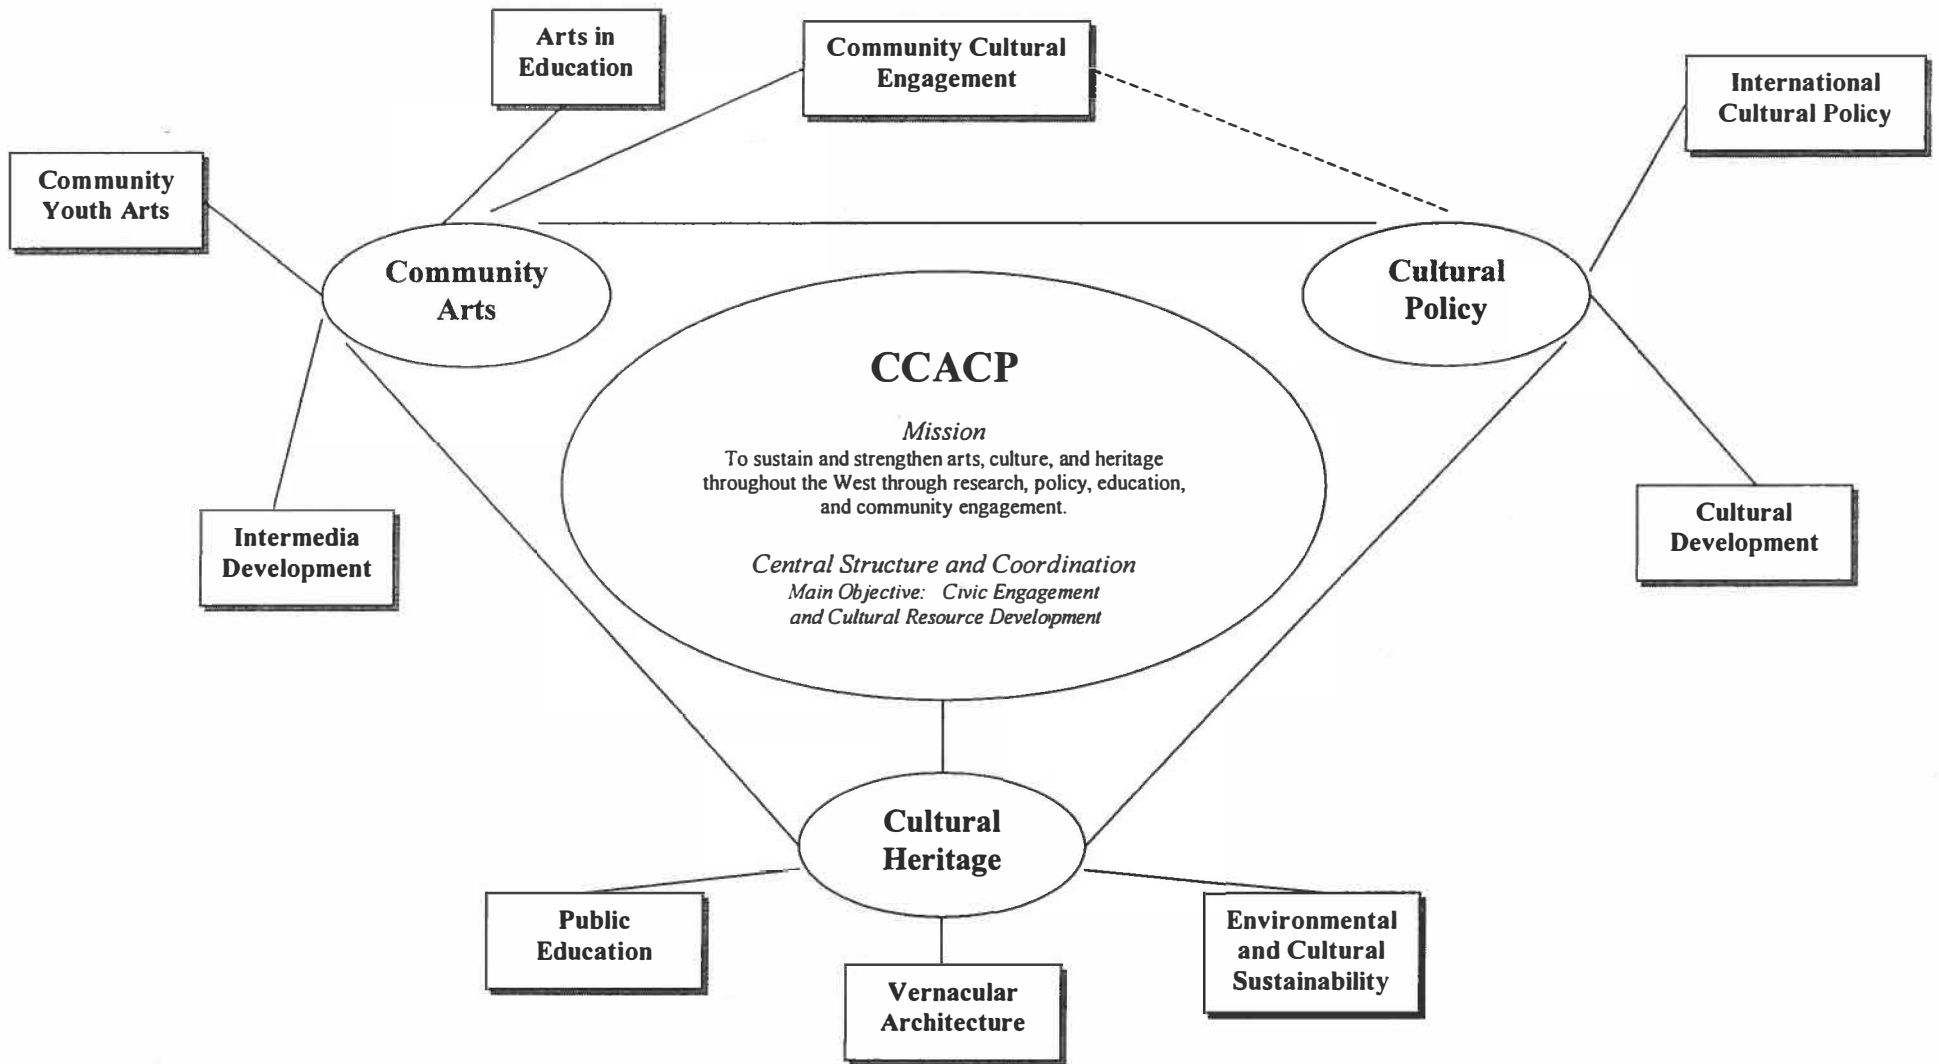 Arts in
Education
Community Cultural
Engagement
International
Cultural Policy
Community
Youth Arts
Community
Arts
Cultural
Policy
CCACP
Mission
To sustain and strengthen arts, culture, and heritage
throughout the West through research, policy, education,
and community engagement.
Central Structure and Coordination
Main Objective: Civic Engagement
and Cultural Resource Development
Intermedia
Development
Cultural
Development
Cultural
Heritage
Public
Education
Vernacular
Architecture
Environmental
and Cultural
Sustainability